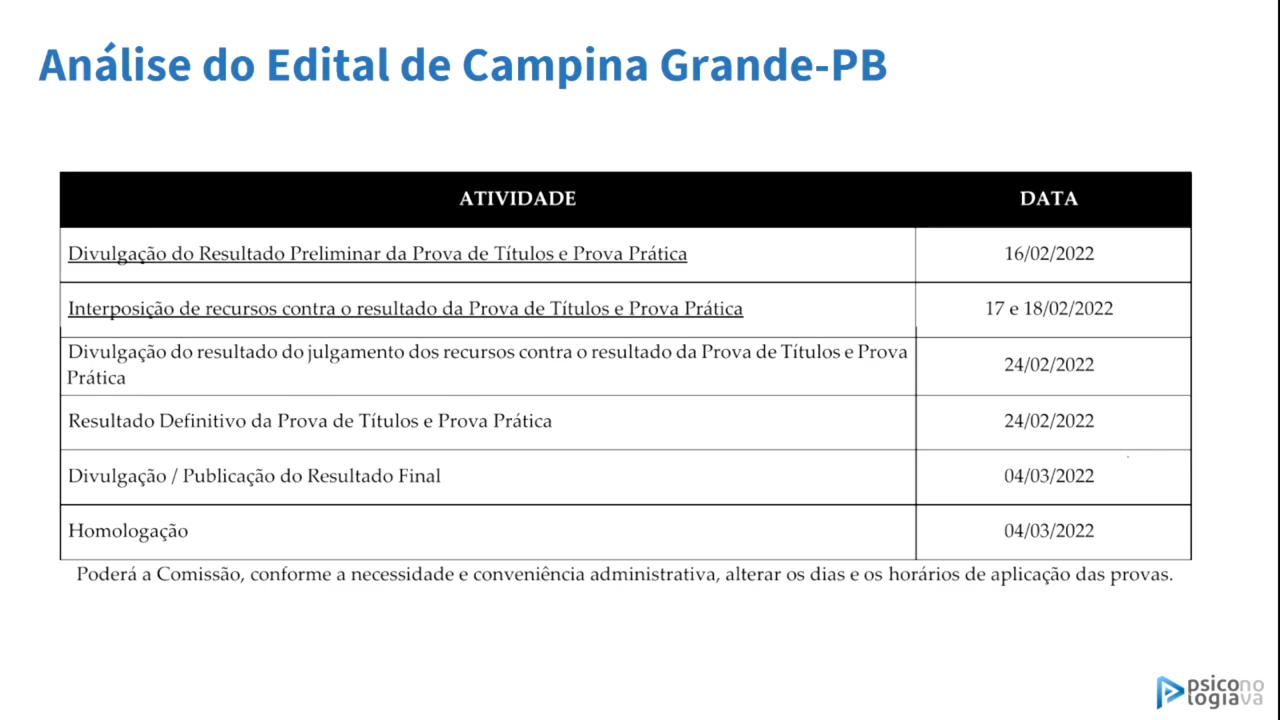 Análise do Edital de Campina Grande-PB
ATIVIDADE DATA
Divulgação do Resultado Preliminar da Prova de Títulos e Prova Prática 16/02/2022
Interposição de recursos contra o resultado da Prova de Títulos e Prova Prática 17 e 18/02/2022
Divulgação do resultado do julgamento dos recursos contra o resultado da Prova de Títulos e Prova
Prática 24/02/2022
Resultado Definitivo da Prova de Títulos e Prova Prática 24/02/2022
Divulgação / Publicação do Resultado Final 04/03/2022
Homologação 04/03/2022
Poderá a Comissão, conforme a necessidade e conveniência administrativa, alterar os dias e os horários de aplicação das provas.
psicono
logiava